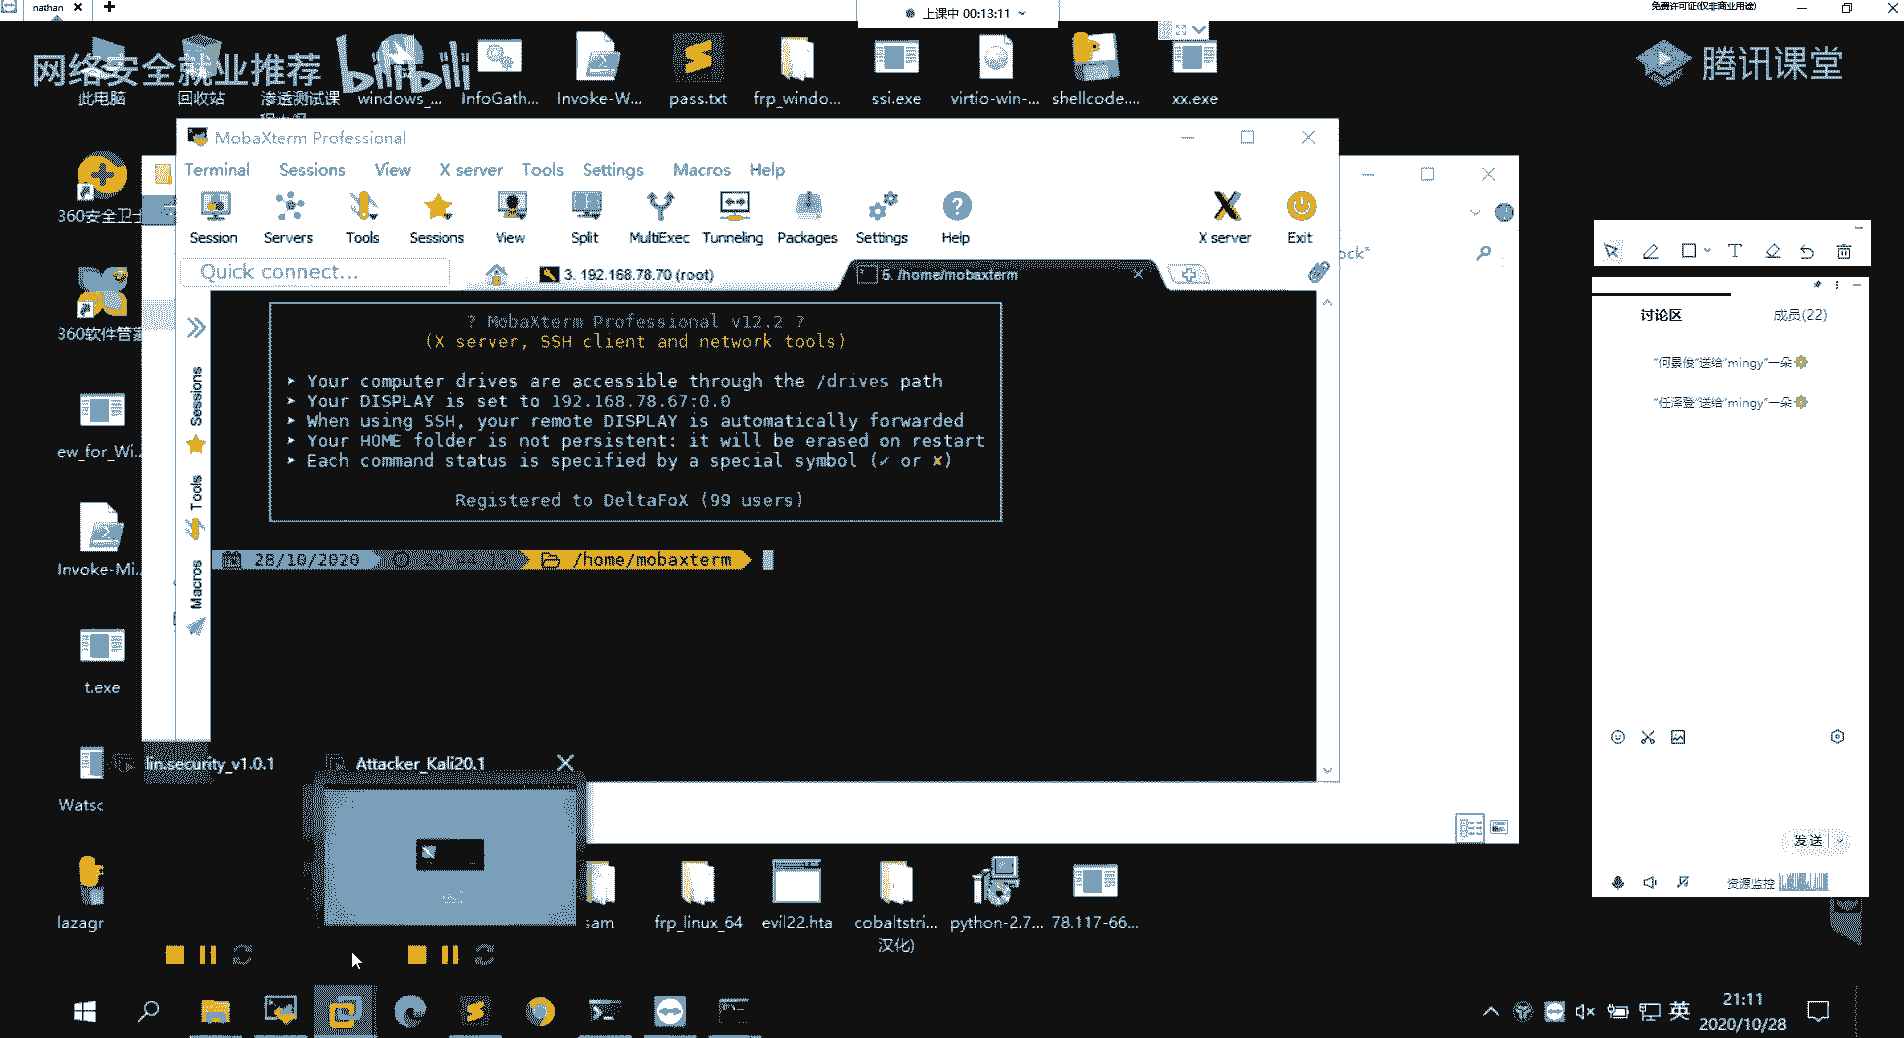 nathan
上课中 00:13:11
免费许可证(仅非商业用途)
网络安全就业推荐
bilibili
腾讯课堂
此电脑
回收站
渗透测试课
windows_...
InfoGath...
Invoke-W...
pass.txt
frp_windo...
ssi.exe
virtio-win-...
shellcode....
xx.exe
MobaXterm Professional
Terminal Sessions View X server Tools Settings Macros Help
360安全卫士
Session Servers Tools Sessions View Split MultiExec Tunneling Packages Settings Help X server Exit
Quick connect...
3. 192.168.78.70 (root)
5. /home/mobaxterm
ock"
360软件管家
Sessions
Tools
Macros
? MobaXterm Professional v12.2 ?
(X server, SSH client and network tools)
➤ Your computer drives are accessible through the /drives path
➤ Your DISPLAY is set to 192.168.78.67:0.0
➤ When using SSH, your remote DISPLAY is automatically forwarded
➤ Your HOME folder is not persistent: it will be erased on restart
➤ Each command status is specified by a special symbol (✓ or ✗)
Registered to DeltaFoX (99 users)
28/10/2020
/home/mobaxterm
讨论区
成员(22)
"何景俊"送给"mingy"一朵
"任泽登"送给"mingy"一朵
发送
资源监控
ew_for_Wi...
Invoke-Mi...
t.exe
lin.security_v1.0.1
Attacker_Kali20.1
Watsc
lazagr
sam
frp_linux_64
evil22.hta
cobaltstri...
汉化)
python-2.7...
78.117-66...
英
21:11
2020/10/28